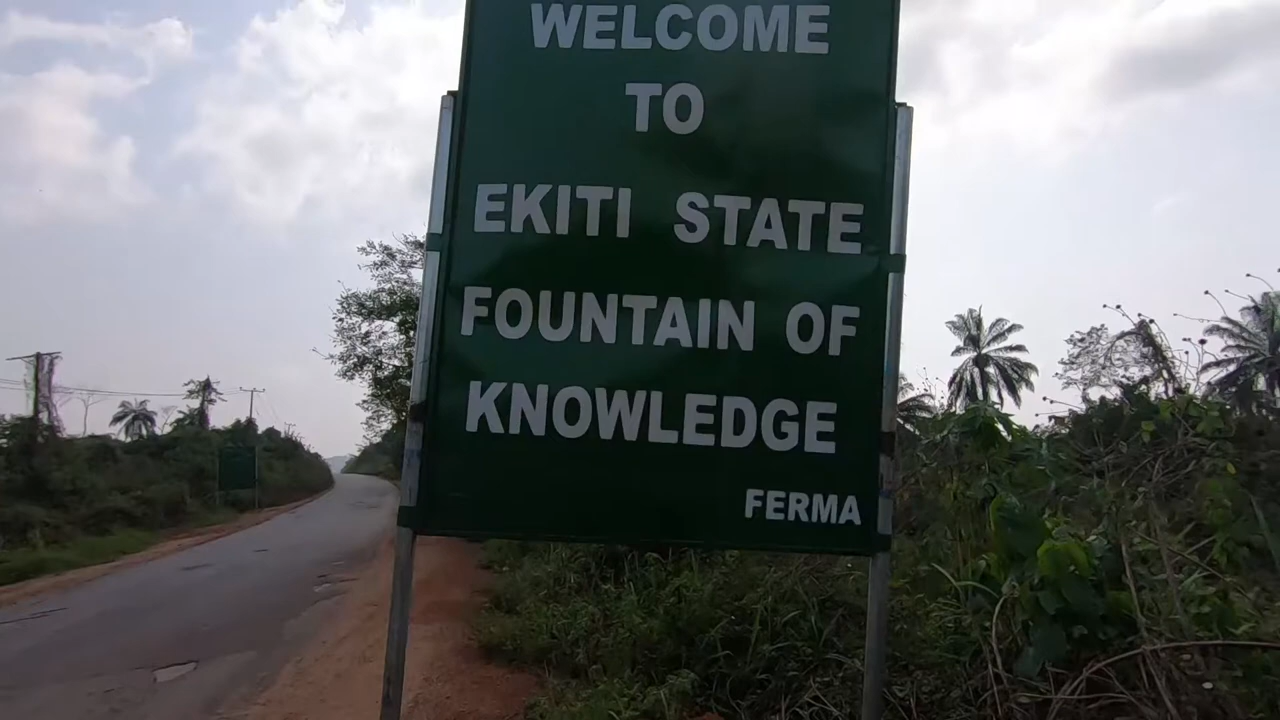 WELCOME
TO
EKITI STATE
FOUNTAIN OF
KNOWLEDGE
FERMA